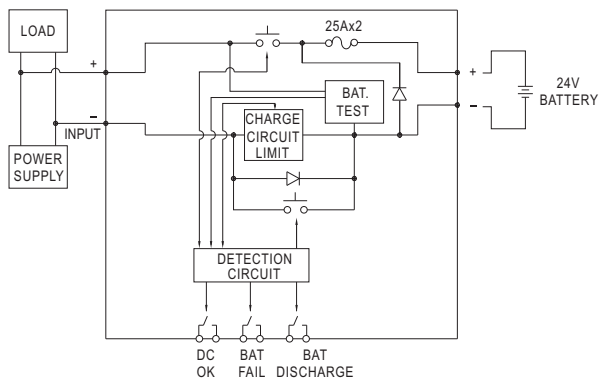 LOAD
25Ax2
+
+
24V
BATTERY
BAT.
TEST
−
−
CHARGE
CIRCUIT
LIMIT
INPUT
POWER
SUPPLY
DETECTION
CIRCUIT
DC
OK
BAT
FAIL
BAT
DISCHARGE